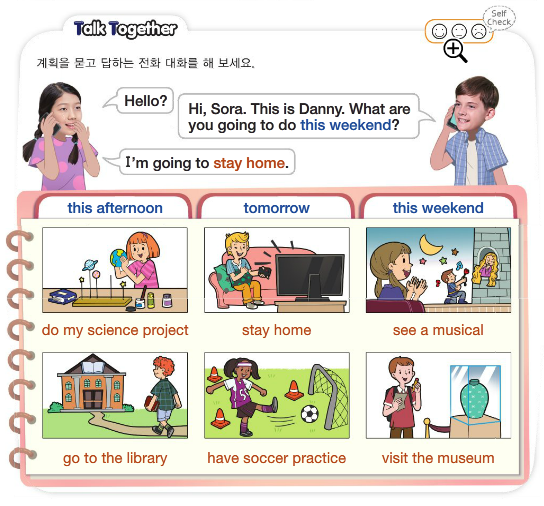 Talk Together
Self
Check
계획을 묻고 답하는 전화 대화를 해 보세요.
Hello?
Hi, Sora. This is Danny. What are
you going to do this weekend?
I'm going to stay home.
this afternoon
tomorrow
this weekend
do my science project
stay home
see a musical
go to the library
have soccer practice
visit the museum